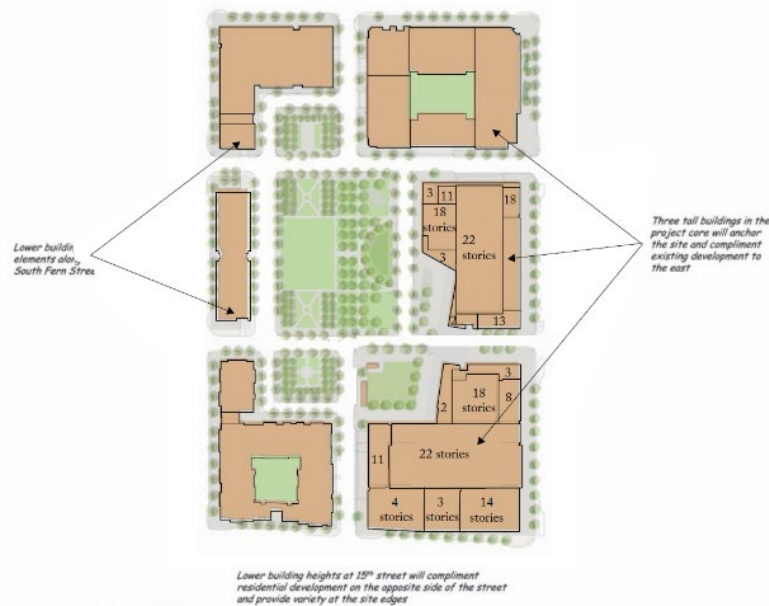 3
11
18
18
stories
22
stories
3
13
Lower
elements
South Fern
Three tall buildings in the
project core will anchor
the site and compliment
existing development to
the east
3
18
stories
8
2
11
22 stories
4
stories
3
stories
14
stories
Lower building heights at 15th street will compliment
residential development on the opposite side of the street
and provide variety at the site edges